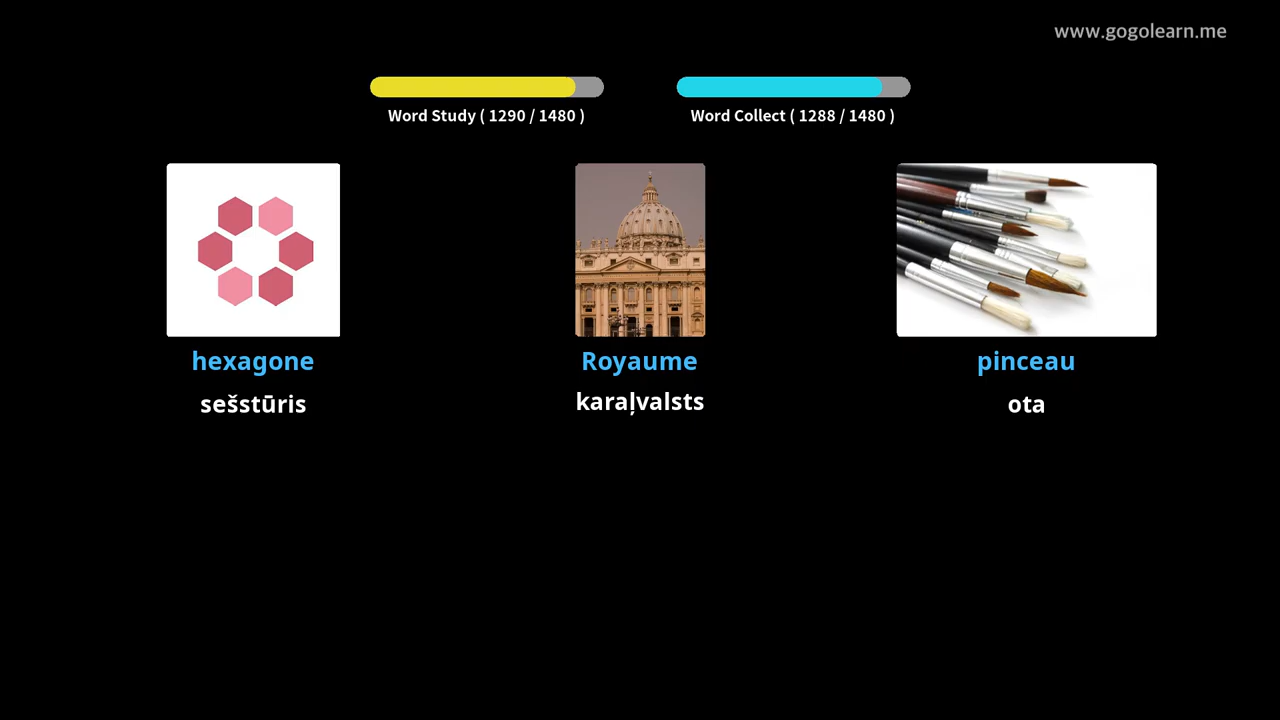 www.gogolearn.me
Word Study ( 1290 / 1480 )
Word Collect ( 1288 / 1480 )
hexagone
sešstūris
Royaume
karaļvalsts
pinceau
ota